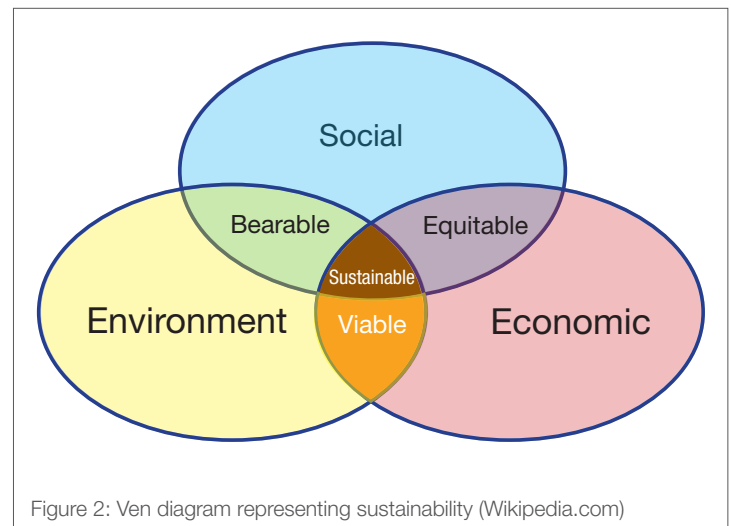 Social
Bearable
Equitable
Sustainable
Environment
Viable
Economic
Figure 2: Ven diagram representing sustainability (Wikipedia.com)